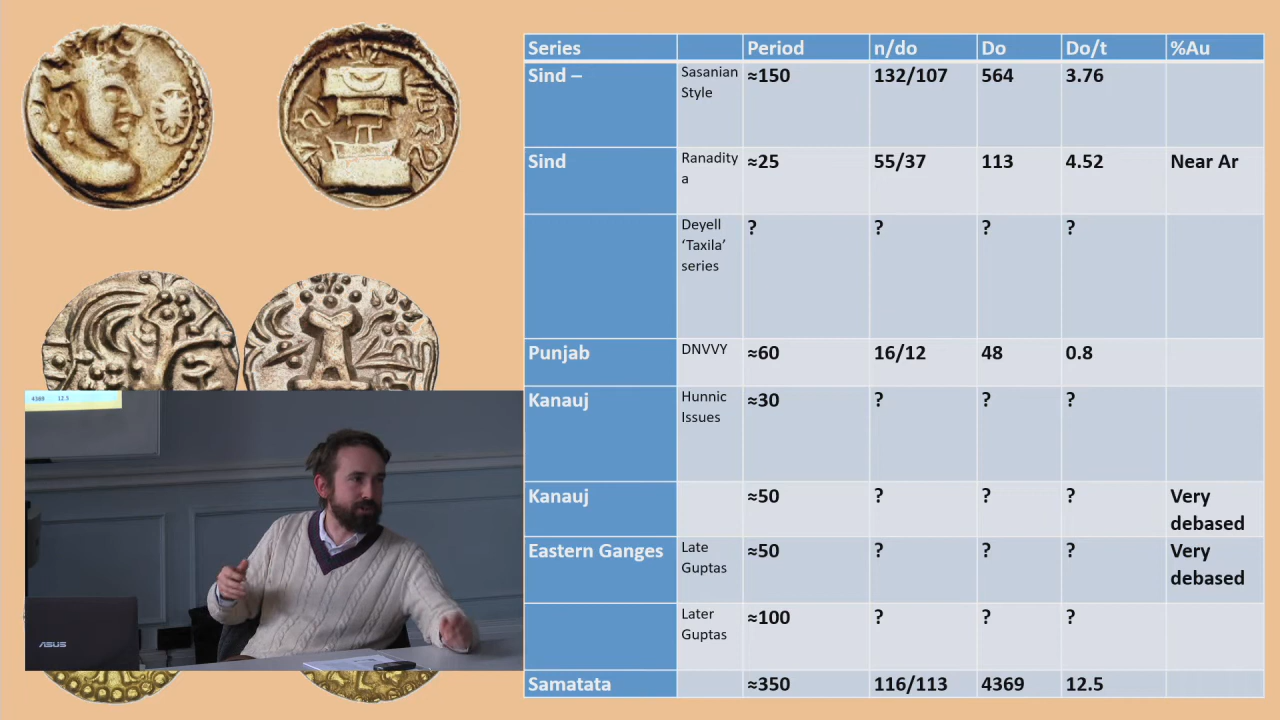 Series Period n/do Do Do/t %Au
Sind – Sasanian Style ≈150 132/107 564 3.76
Sind Ranaditya ≈25 55/37 113 4.52 Near Ar
Deyell ‘Taxila’ series ? ? ? ?
Punjab DNVVY ≈60 16/12 48 0.8
Kanauj Hunnic Issues ≈30 ? ? ?
Kanauj ≈50 ? ? ? Very debased
Eastern Ganges Late Guptas ≈50 ? ? ? Very debased
Later Guptas ≈100 ? ? ?
Samatata ≈350 116/113 4369 12.5
4369 12.5
ASUS